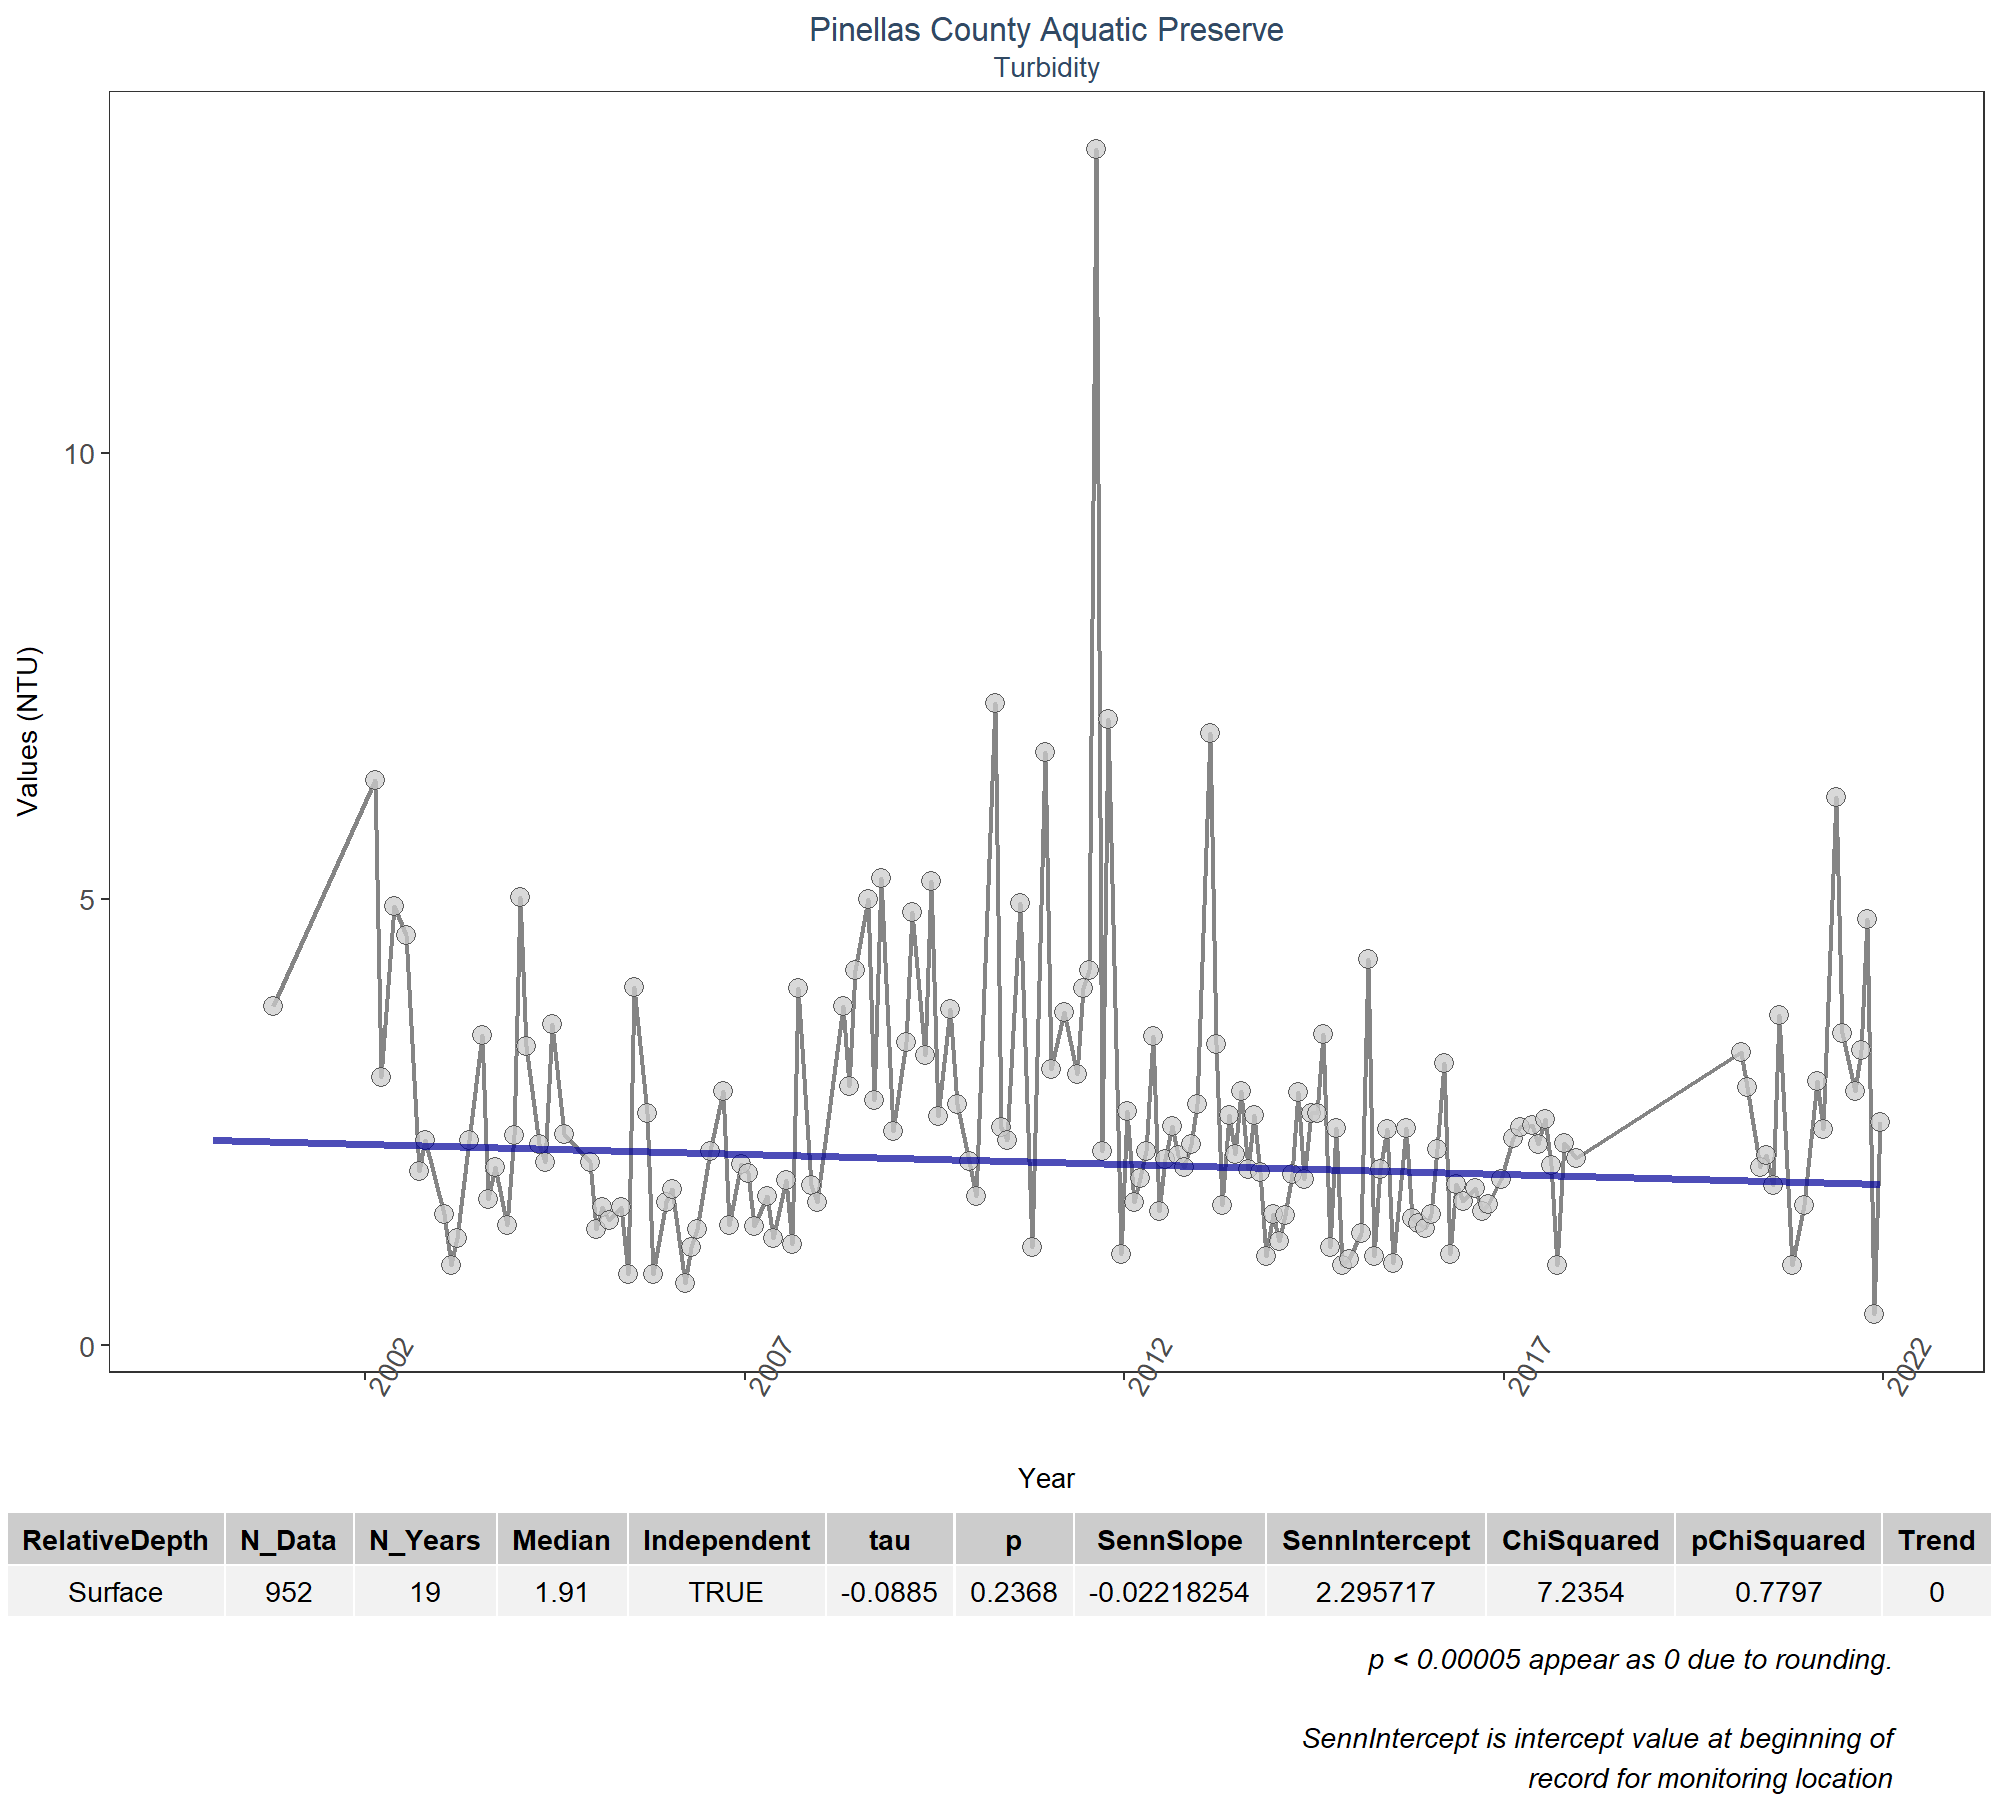 Pinellas County Aquatic Preserve
Turbidity
Values (NTU)
10
5
0
2002
2007
2012
2017
2022
Year
RelativeDepth N_Data N_Years Median Independent tau p SennSlope SennIntercept ChiSquared pChiSquared Trend
Surface 952 19 1.91 TRUE -0.0885 0.2368 -0.02218254 2.295717 7.2354 0.7797 0
p < 0.00005 appear as 0 due to rounding.
SennIntercept is intercept value at beginning of
record for monitoring location